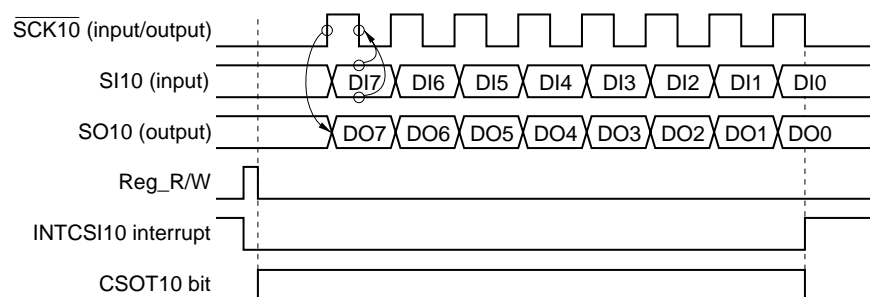 SCK10 (input/output)
SI10 (input) DI7 DI6 DI5 DI4 DI3 DI2 DI1 DI0
SO10 (output) DO7 DO6 DO5 DO4 DO3 DO2 DO1 DO0
Reg_R/W
INTCSI10 interrupt
CSOT10 bit